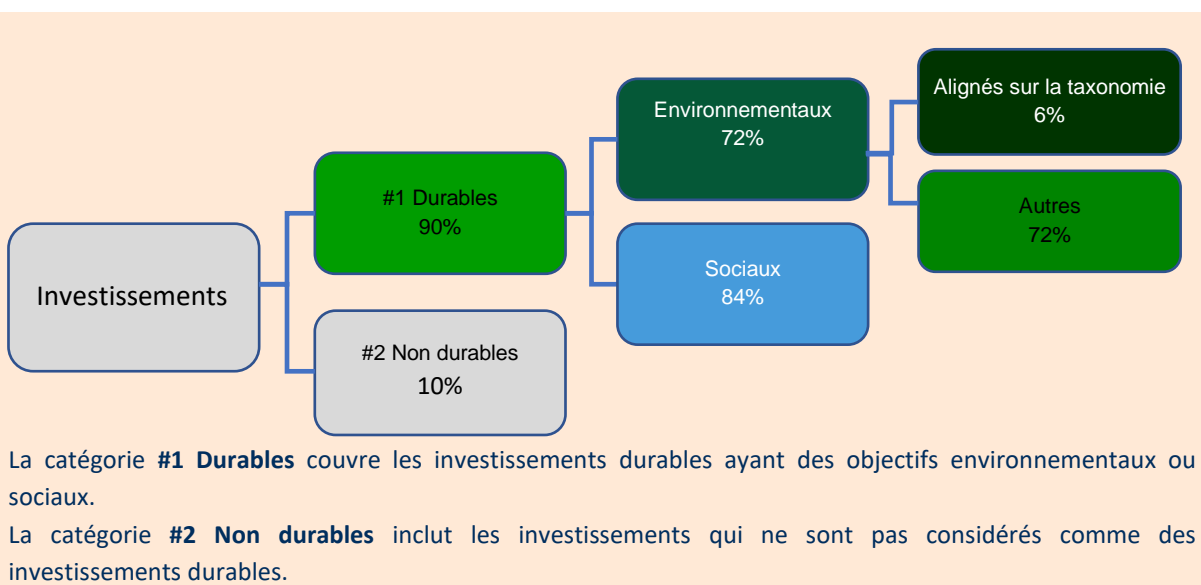 Investissements
#1 Durables
90%
#2 Non durables
10%
Environnementaux
72%
Sociaux
84%
Alignés sur la taxonomie
6%
Autres
72%
La catégorie #1 Durables couvre les investissements durables ayant des objectifs environnementaux ou
sociaux.
La catégorie #2 Non durables inclut les investissements qui ne sont pas considérés comme des
investissements durables.